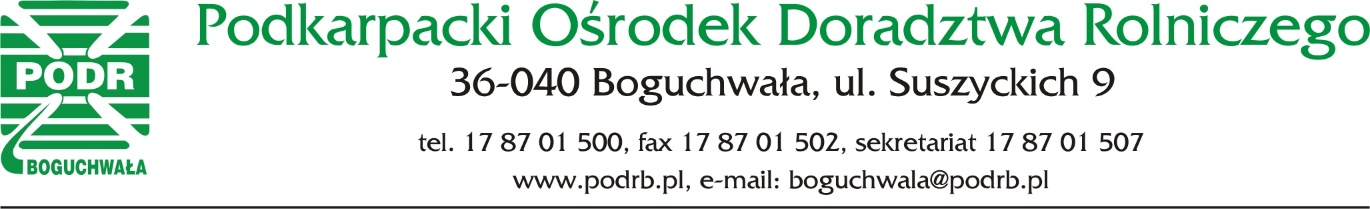 PODR
BOGUCHWAŁA
Podkarpacki Ośrodek Doradztwa Rolniczego
36-040 Boguchwała, ul. Suszyckich 9
tel. 17 87 01 500, fax 17 87 01 502, sekretariat 17 87 01 507
www.podrb.pl, e-mail: boguchwala@podrb.pl